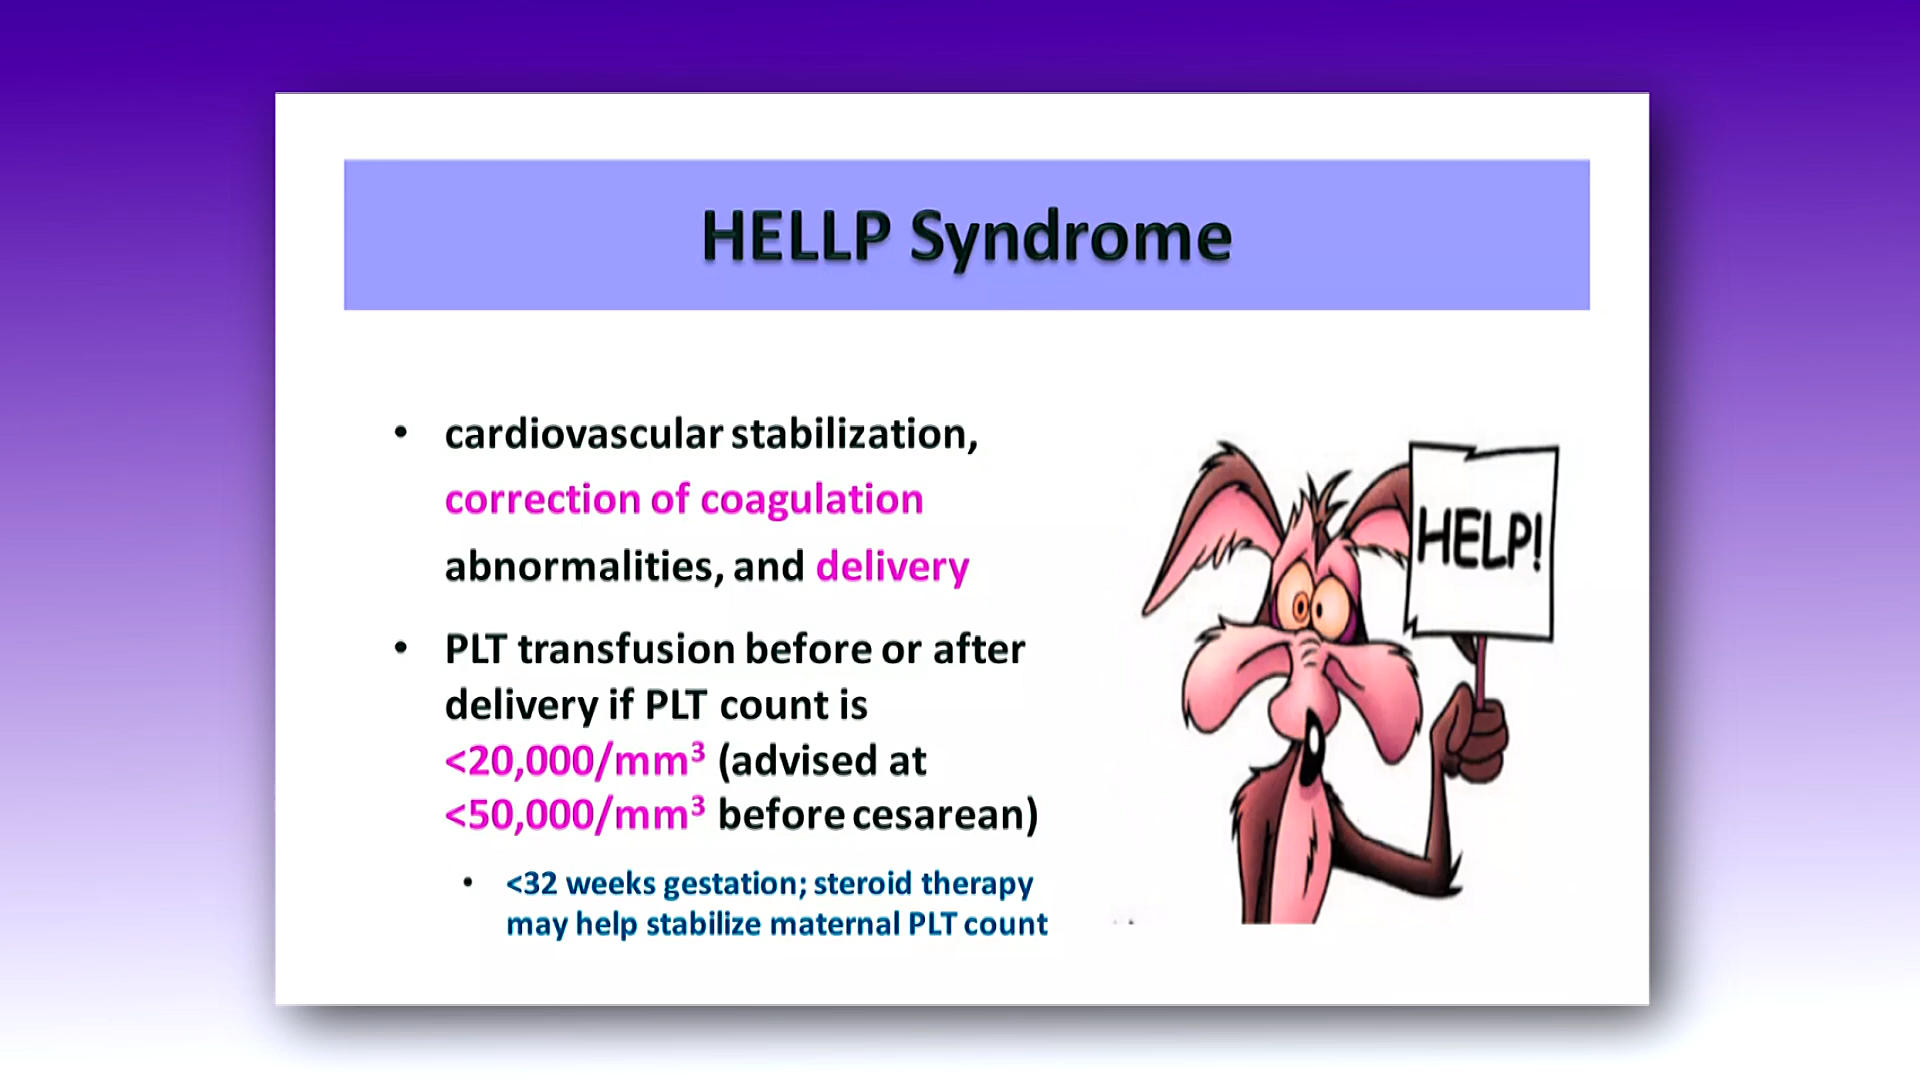 HELLP Syndrome
• cardiovascular stabilization,
correction of coagulation
abnormalities, and delivery
• PLT transfusion before or after
delivery if PLT count is
<20,000/mm³ (advised at
<50,000/mm³ before cesarean)
• <32 weeks gestation; steroid therapy
may help stabilize maternal PLT count
HELP!